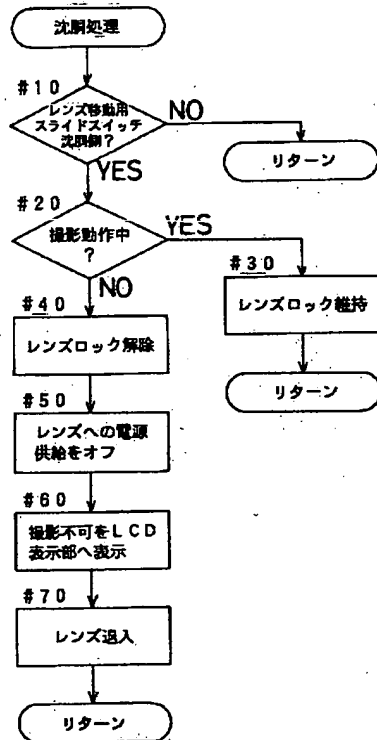 沈胴処理
#10
レンズ移動用
スライドスイッチ
沈胴側?
NO
リターン
YES
#20
撮影動作中
?
YES
#30
レンズロック維持
リターン
NO
#40
レンズロック解除
#50
レンズへの電源
供給をオフ
#60
撮影不可をLCD
表示部へ表示
#70
レンズ退入
リターン